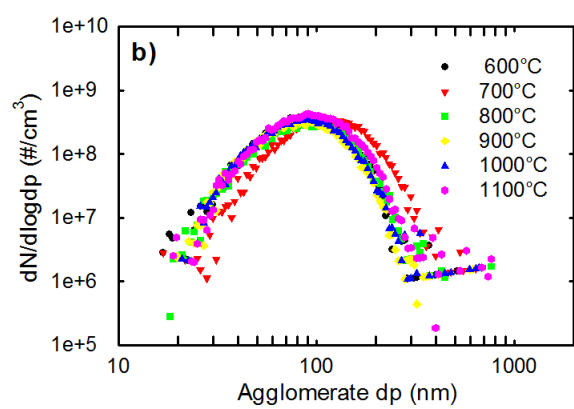 b)
600°C
700°C
800°C
900°C
1000°C
1100°C
dN/dlogdp (#/cm³)
1e+10
1e+9
1e+8
1e+7
1e+6
1e+5
10
100
1000
Agglomerate dp (nm)